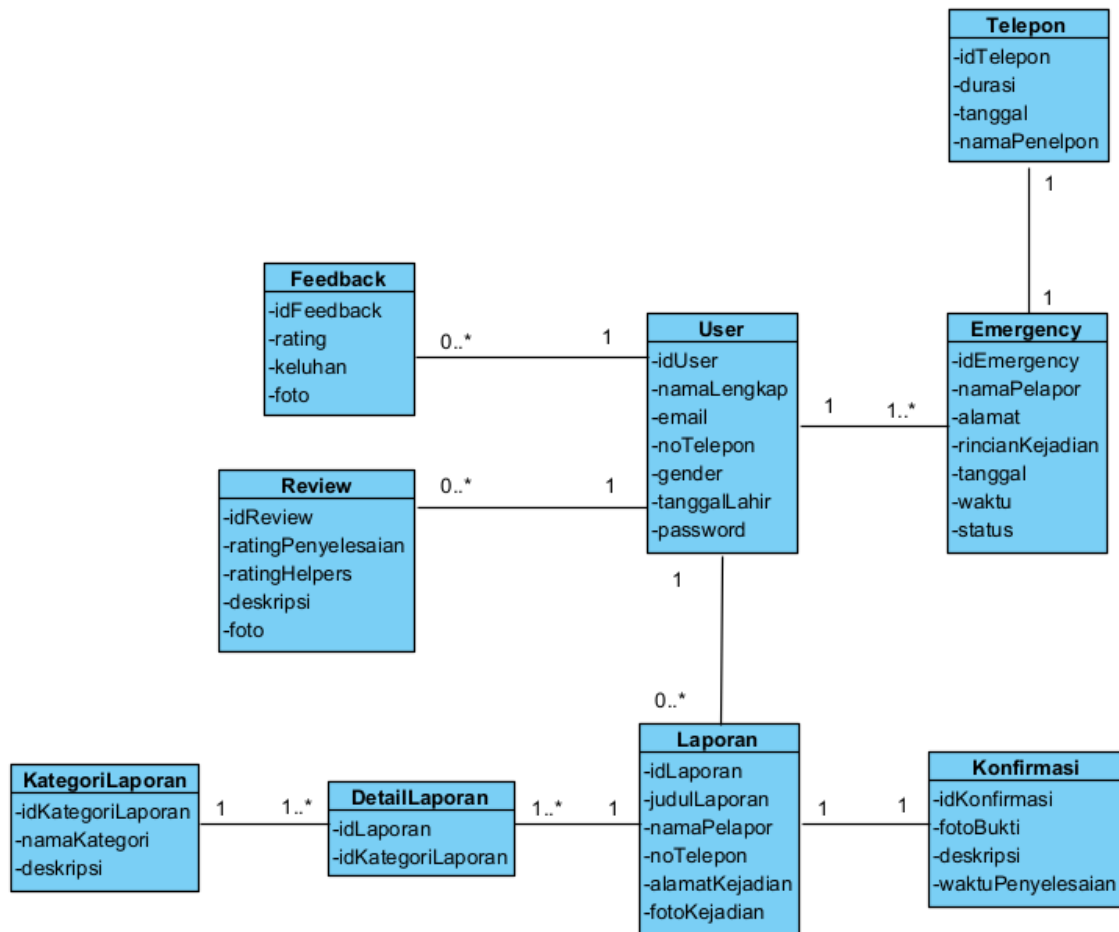 Telepon
-idTelepon
-durasi
-tanggal
-namaPenelpon
1
1
Feedback
-idFeedback
-rating
-keluhan
-foto
0..*
1
User
-idUser
-namaLengkap
-email
-noTelepon
-gender
-tanggalLahir
-password
1
1..*
Emergency
-idEmergency
-namaPelapor
-alamat
-rincianKejadian
-tanggal
-waktu
-status
Review
-idReview
-ratingPenyelesaian
-ratingHelpers
-deskripsi
-foto
0..*
1
1
0..*
KategoriLaporan
-idKategoriLaporan
-namaKategori
-deskripsi
1
1..*
DetailLaporan
-idLaporan
-idKategoriLaporan
1..*
1
Laporan
-idLaporan
-judulLaporan
-namaPelapor
-noTelepon
-alamatKejadian
-fotoKejadian
1
1
Konfirmasi
-idKonfirmasi
-fotoBukti
-deskripsi
-waktuPenyelesaian